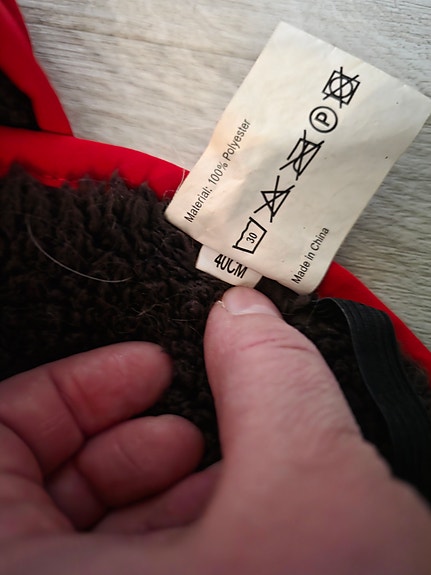 Material: 100% Polyester
30
P
Made in China
40CM